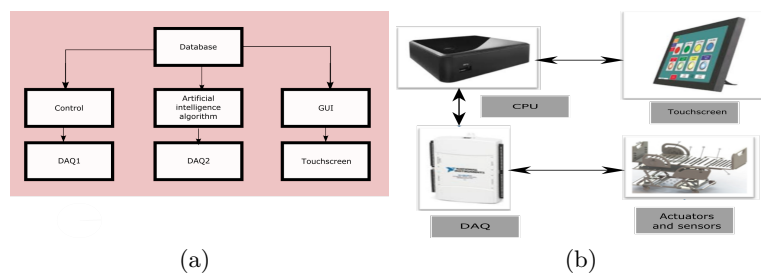 Database
Control
Artificial
intelligence
algorithm
GUI
DAQ1
DAQ2
Touchscreen
CPU
Touchscreen
DAQ
Actuators
and sensors
(a)
(b)